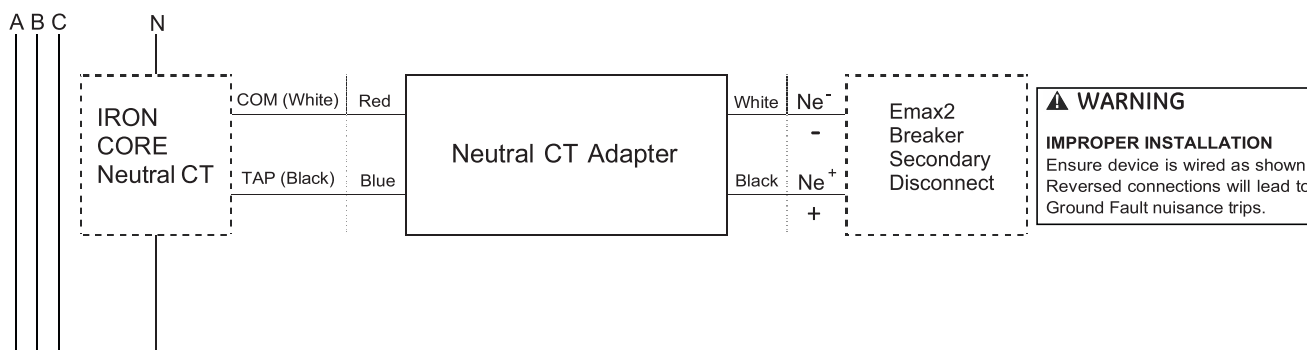 A B C
N
IRON
CORE
Neutral CT
COM (White)
Red
TAP (Black)
Blue
Neutral CT Adapter
White
Ne-
-
Black
Ne+
+
Emax2
Breaker
Secondary
Disconnect
WARNING
IMPROPER INSTALLATION
Ensure device is wired as shown
Reversed connections will lead to
Ground Fault nuisance trips.